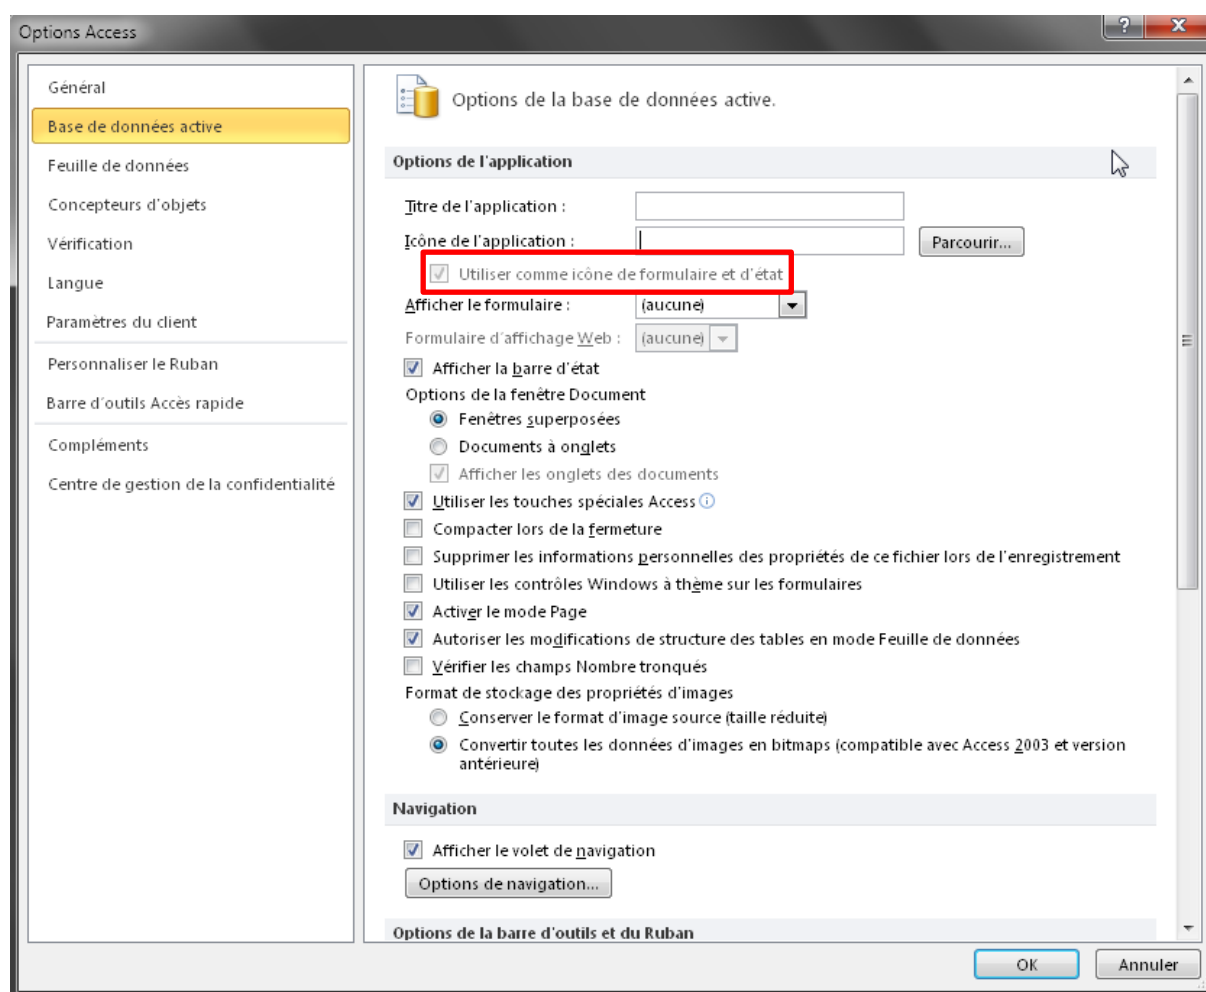 Options Access
?
X
Général
Base de données active
Feuille de données
Concepteurs d'objets
Vérification
Langue
Paramètres du client
Personnaliser le Ruban
Barre d'outils Accès rapide
Compléments
Centre de gestion de la confidentialité
Options de la base de données active.
Options de l'application
Titre de l'application :
Icône de l'application :
Parcourir...
Utiliser comme icône de formulaire et d'état
Afficher le formulaire : (aucune)
Formulaire d'affichage Web : (aucune)
Afficher la barre d'état
Options de la fenêtre Document
Fenêtres superposées
Documents à onglets
Afficher les onglets des documents
Utiliser les touches spéciales Access
Compacter lors de la fermeture
Supprimer les informations personnelles des propriétés de ce fichier lors de l'enregistrement
Utiliser les contrôles Windows à thème sur les formulaires
Activer le mode Page
Autoriser les modifications de structure des tables en mode Feuille de données
Vérifier les champs Nombre tronqués
Format de stockage des propriétés d'images
Conserver le format d'image source (taille réduite)
Convertir toutes les données d'images en bitmaps (compatible avec Access 2003 et version
antérieure)
Navigation
Afficher le volet de navigation
Options de navigation...
Options de la barre d'outils et du Ruban
OK
Annuler